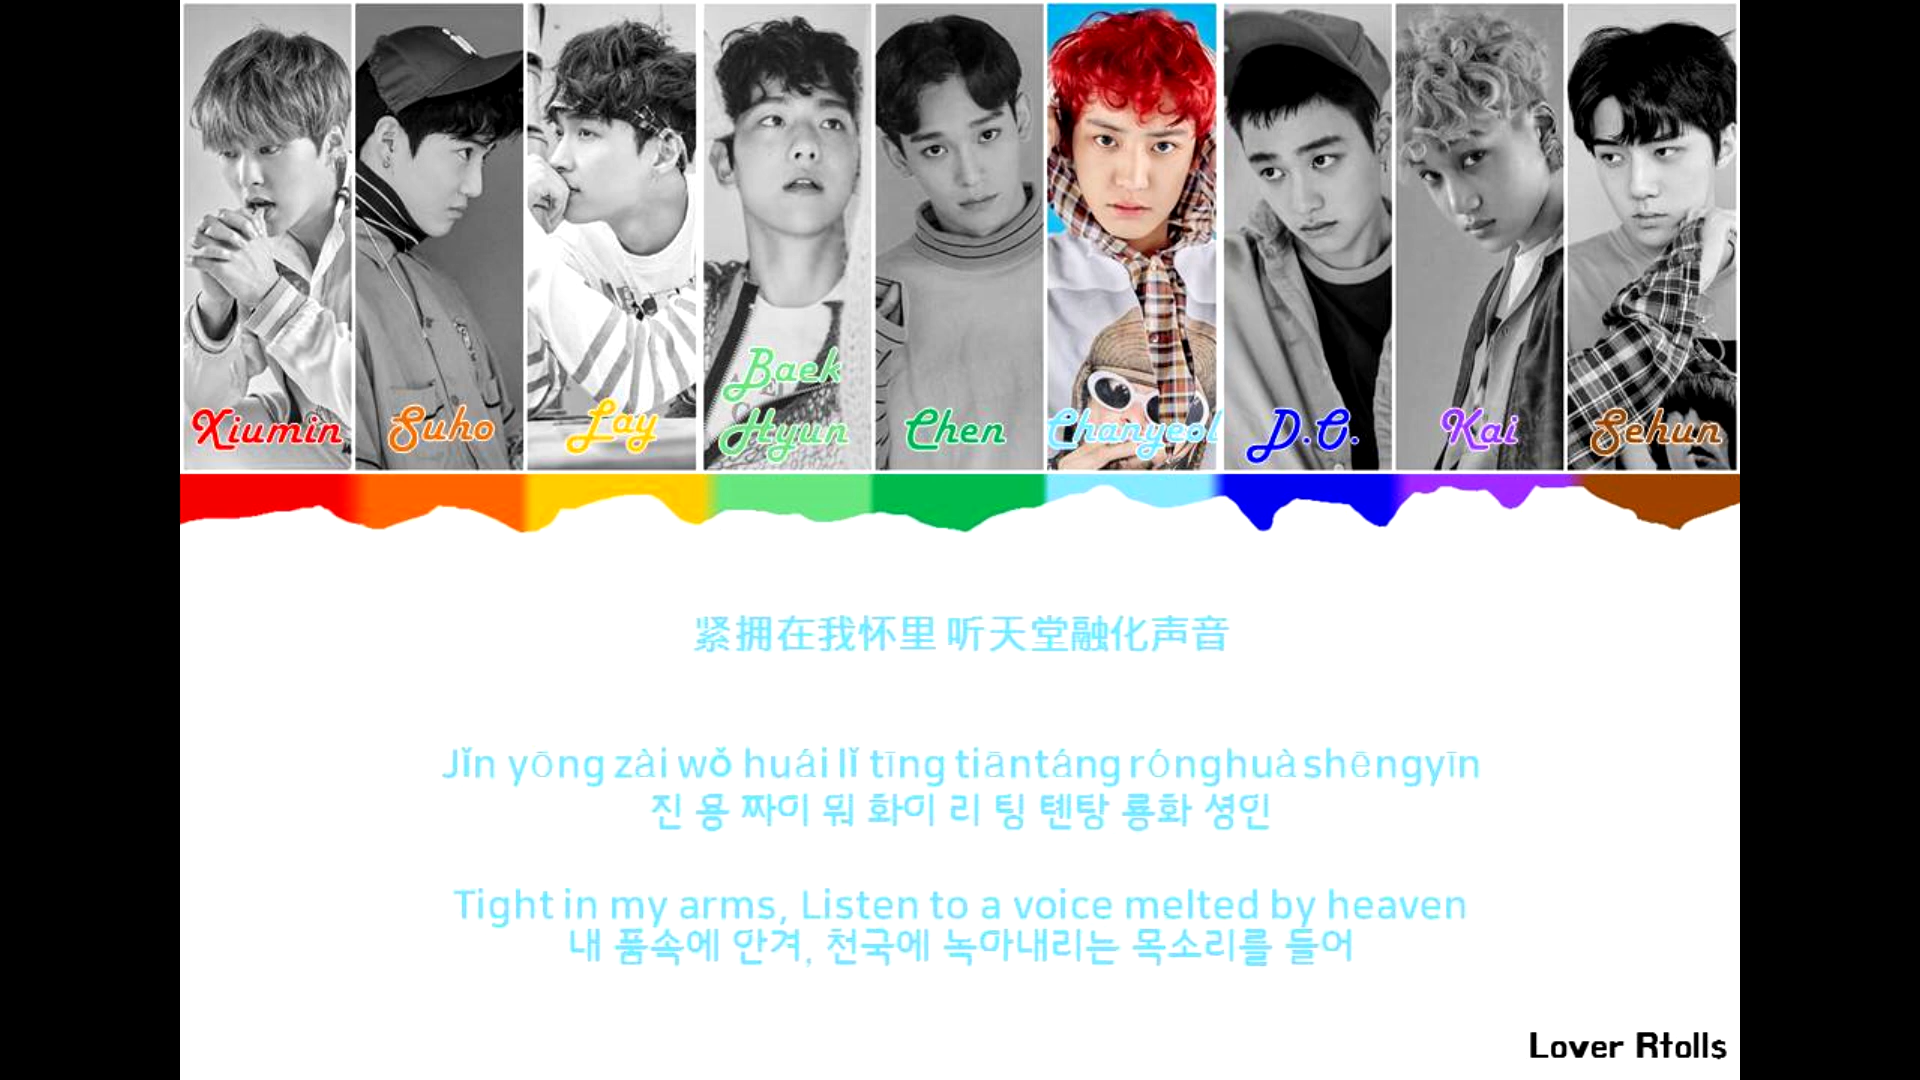 Xiumin
Suho
Lay
Baek
Hyun
Chen
Chanyeol
D.O.
Kai
Sehun
紧拥在我怀里 听天堂融化声音
Jǐn yōng zài wǒ huái lǐ tīng tiāntáng rónghuà shēngyīn
진 용 짜이 워 화이 리 팅 톈탕 룡화 셩인
Tight in my arms, Listen to a voice melted by heaven
내 품속에 안겨, 천국에 녹아내리는 목소리를 들어
Lover Rtolls